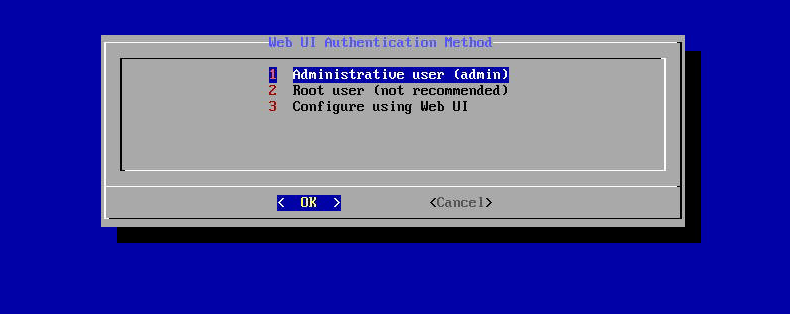 Web UI Authentication Method
1 Administrative user (admin)
2 Root user (not recommended)
3 Configure using Web UI
< OK > <Cancel>